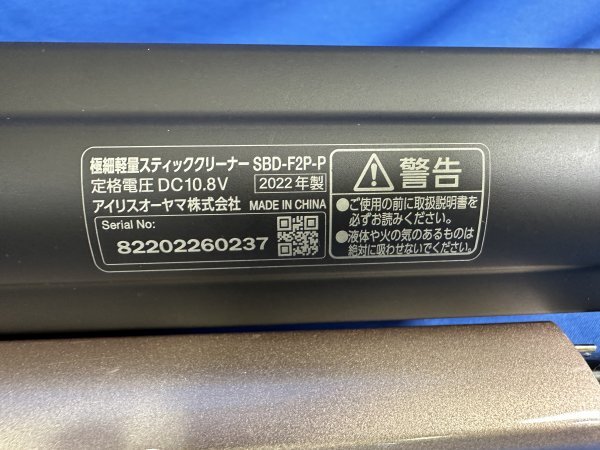 極細軽量スティッククリーナー SBD-F2P-P
定格電圧 DC10.8V 2022年製
アイリスオーヤマ株式会社 MADE IN CHINA
Serial No:
82202260237
警告
●ご使用の前に取扱説明書を
必ずお読みください。
●液体や火の気のあるものは
絶対に吸わせないでください。